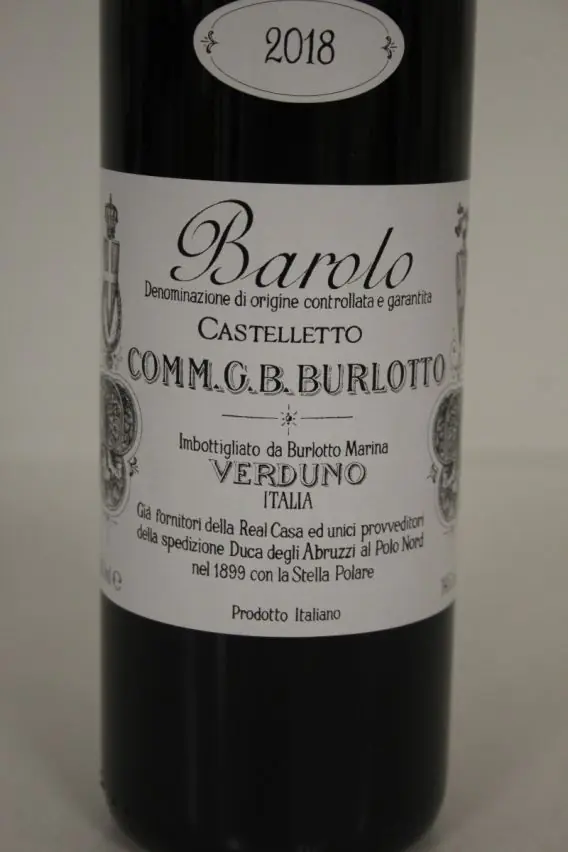 2018
Barolo
Denominazione di origine controllata e garantita
CASTELLETTO
COMM. G. B. BURLOTTO
Imbottigliato da Burlotto Marina
VERDUNO
ITALIA
Già fornitori della Real Casa ed unici provveditori
della spedizione Duca degli Abruzzi al Polo Nord
nel 1899 con la Stella Polare
Prodotto Italiano